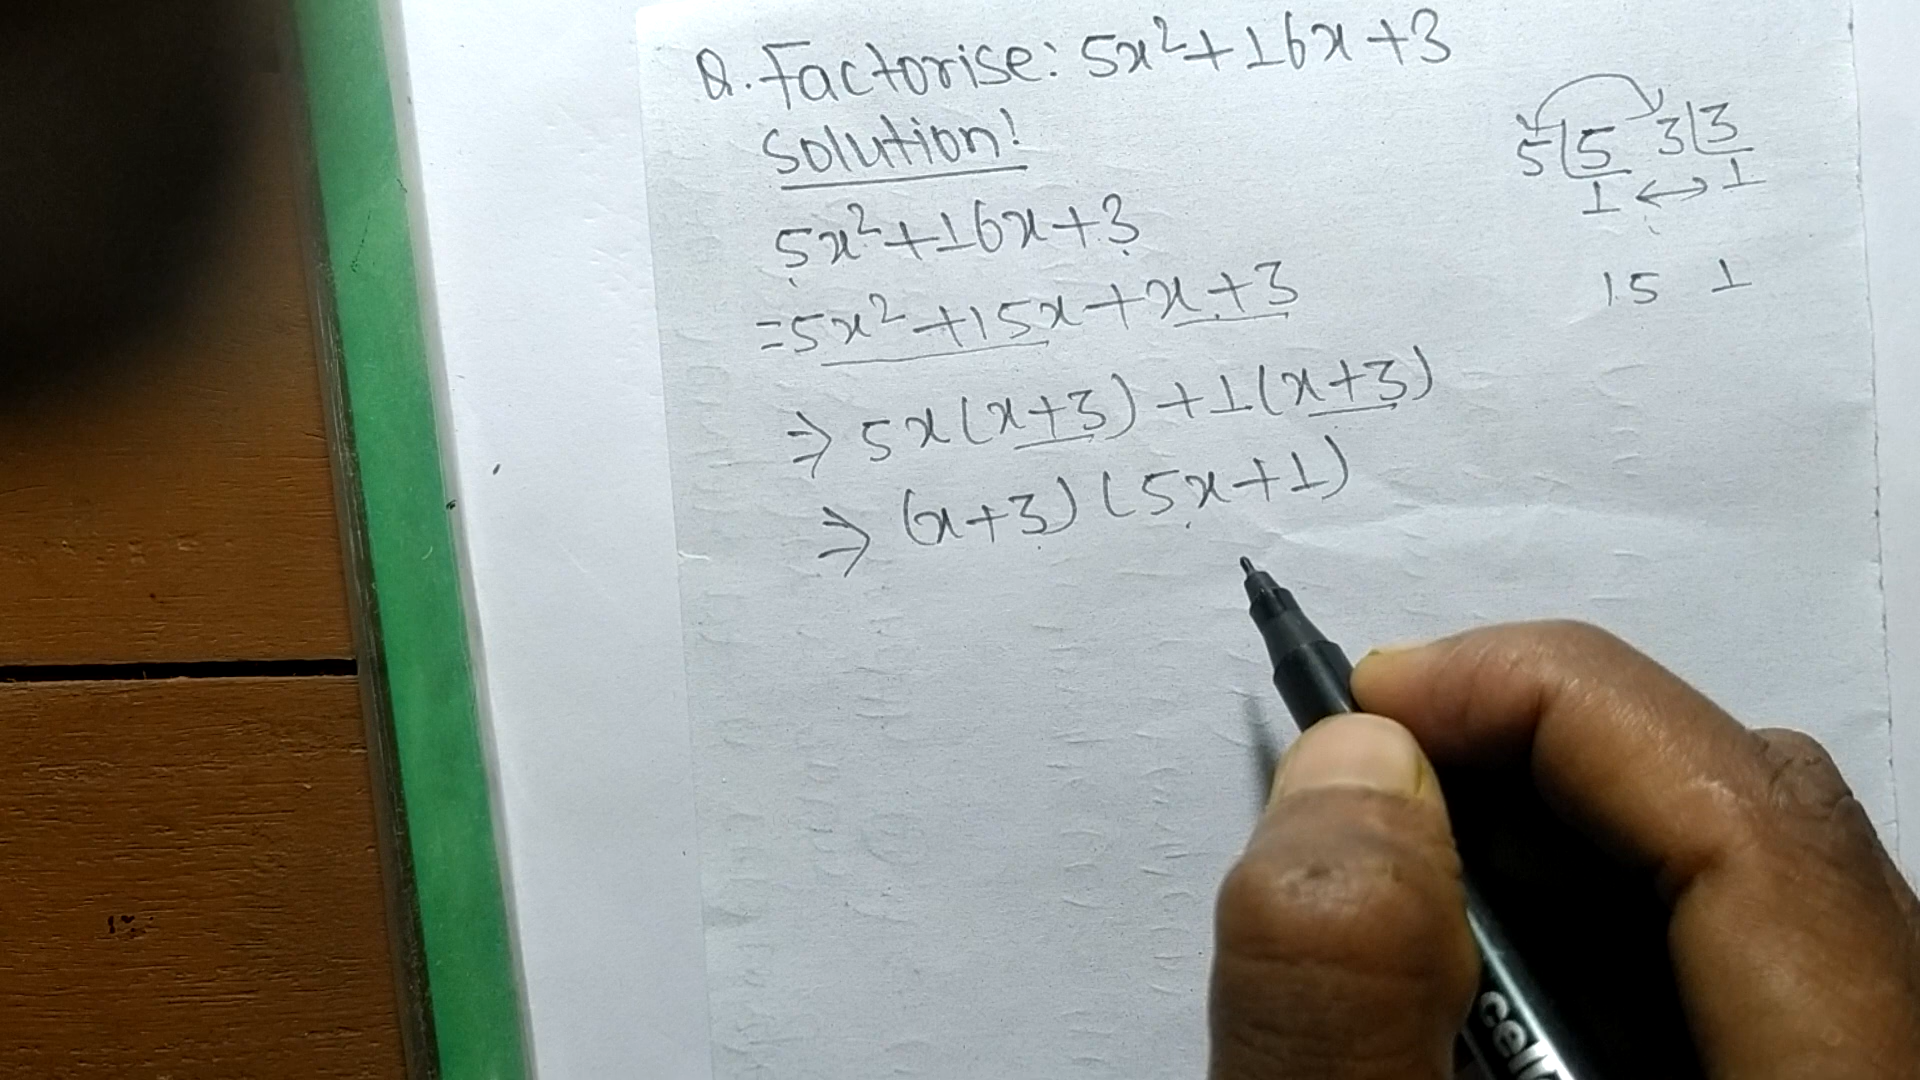 Q. Factorise: 5x²+16x+3
Solution!
5x²+16x+3
=5x²+15x+x+3
⇒ 5x(x+3)+1(x+3)
⇒ (x+3)(5x+1)
5|5 3|3
1 ↔ 1
15 1
cell